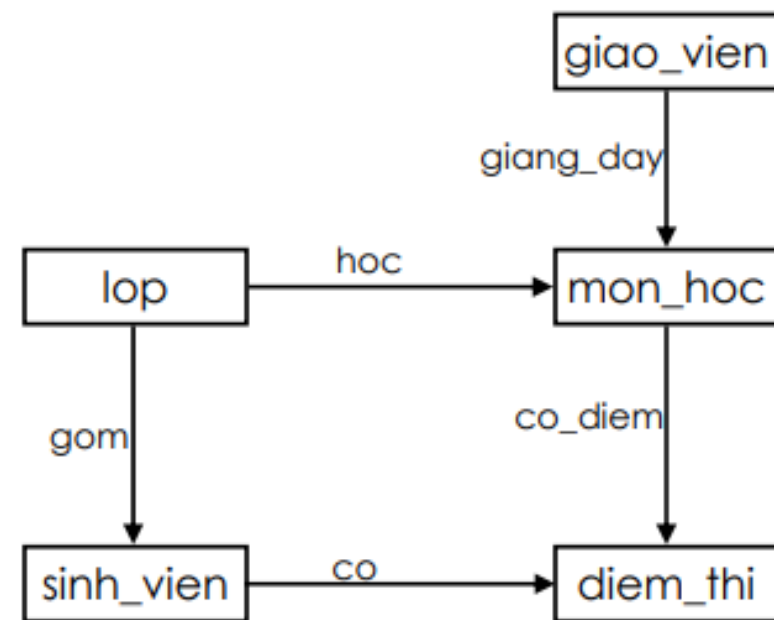 giao_vien
giang_day
hoc
lop
mon_hoc
gom
co_diem
sinh_vien
co
diem_thi